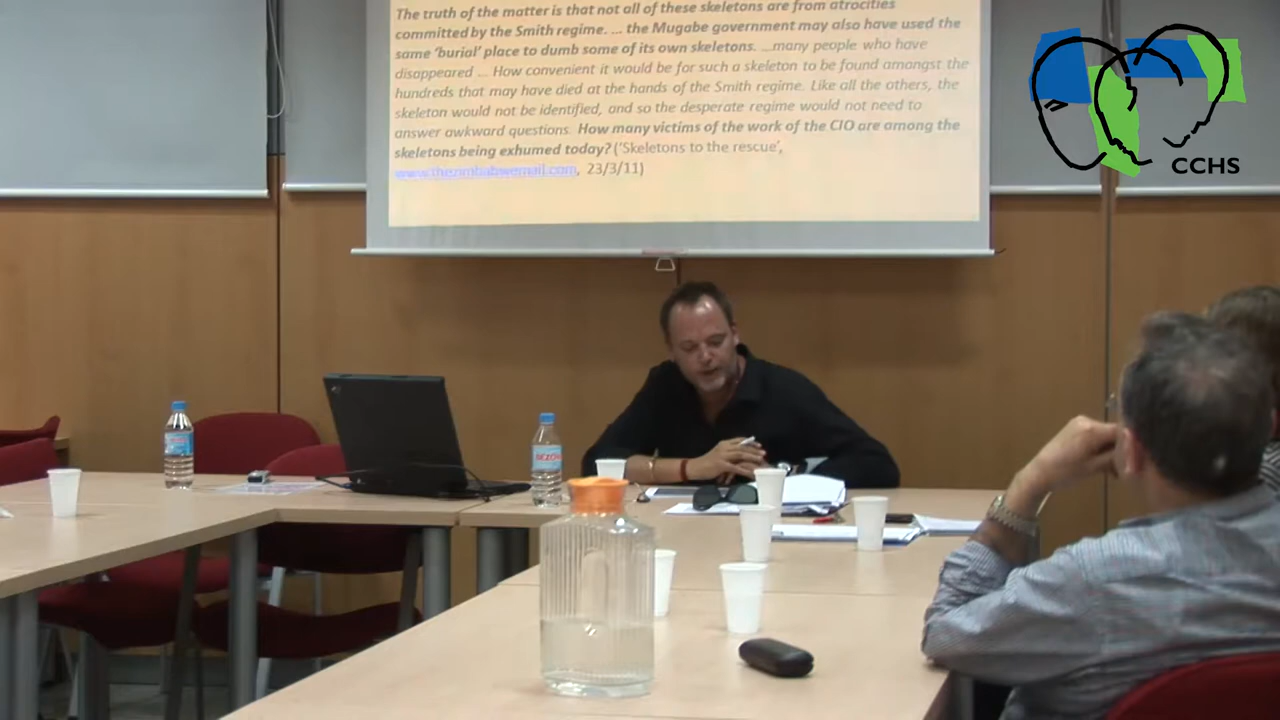 The truth of the matter is that not all of these skeletons are from atrocities
committed by the Smith regime. ... the Mugabe government may also have used the
same 'burial' place to dumb some of its own skeletons. ...many people who have
disappeared ... How convenient it would be for such a skeleton to be found amongst the
hundreds that may have died at the hands of the Smith regime. Like all the others, the
skeleton would not be identified, and so the desperate regime would not need to
answer awkward questions. How many victims of the work of the CIO are among the
skeletons being exhumed today? ('Skeletons to the rescue',
www.thezimbabwemail.com, 23/3/11)
CCHS